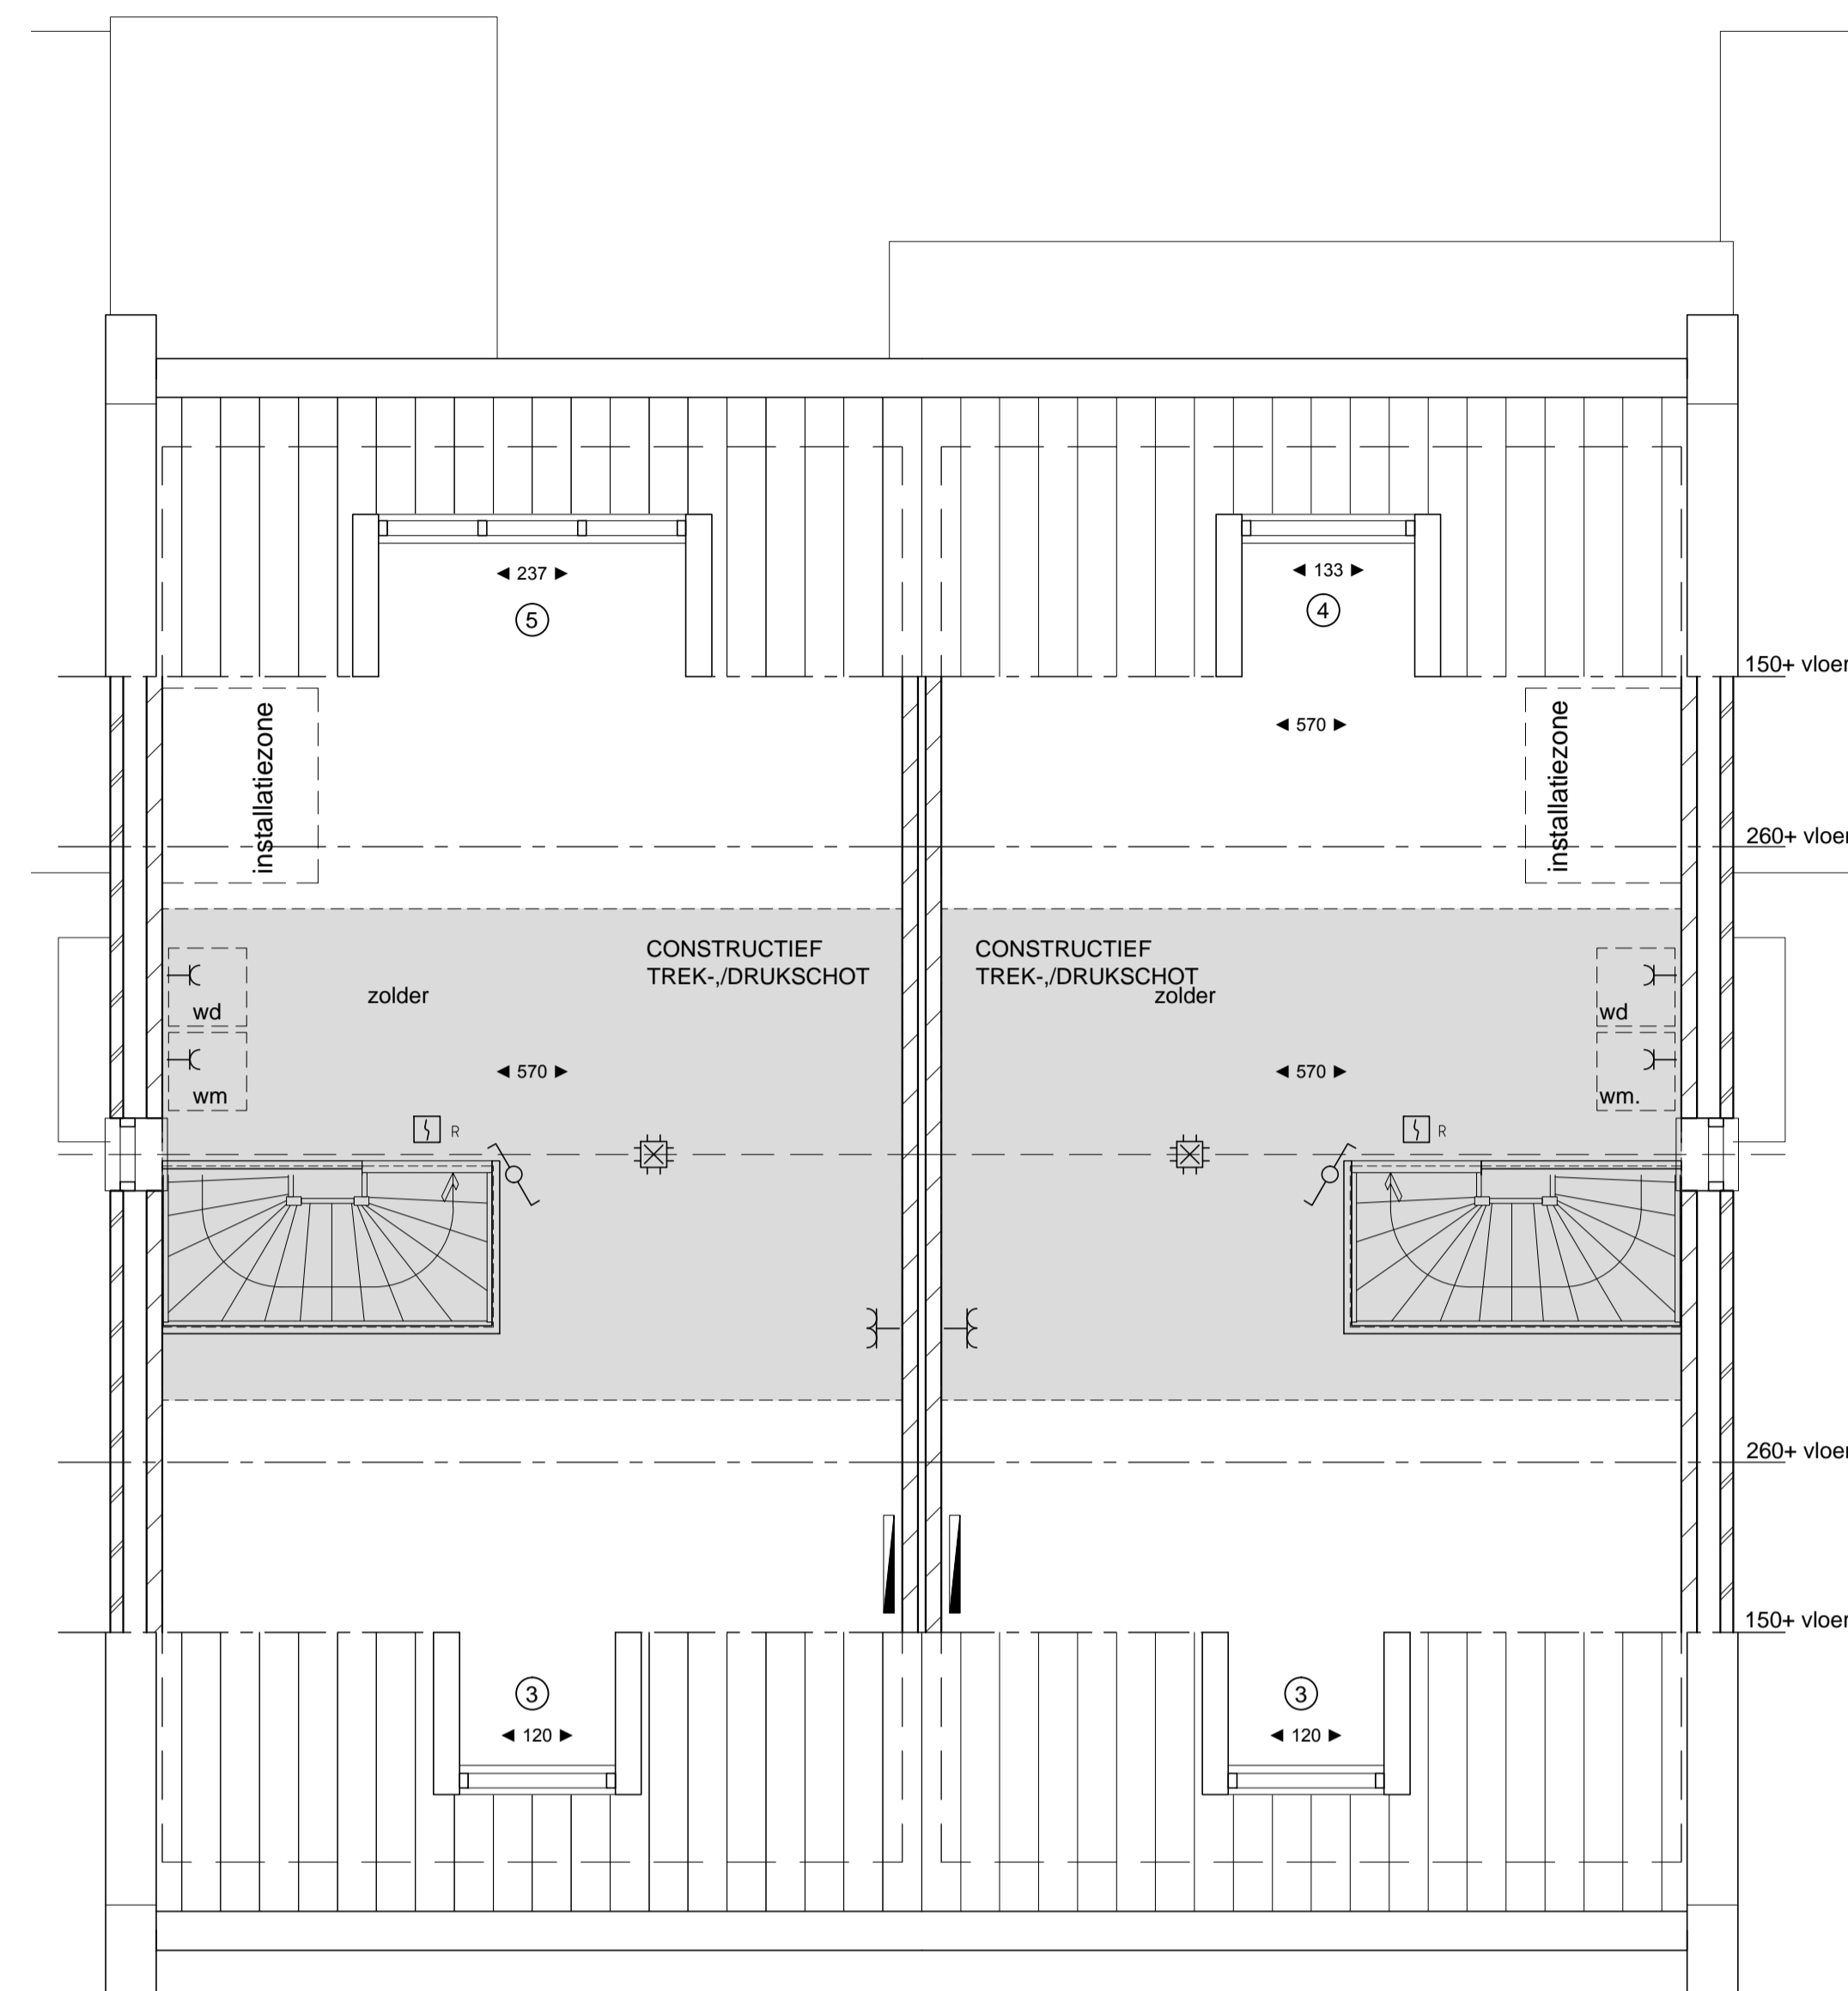 ◄ 237 ►
◄ 133 ►
5
4
150+ vloer
installatiezone
◄ 570 ►
installatiezone
260+ vloer
CONSTRUCTIEF
TREK-,/DRUKSCHOT
CONSTRUCTIEF
TREK-,/DRUKSCHOT
zolder
zolder
wd
wd
◄ 570 ►
◄ 570 ►
wm
wm.
R
R
260+ vloer
150+ vloer
3
3
◄ 120 ►
◄ 120 ►